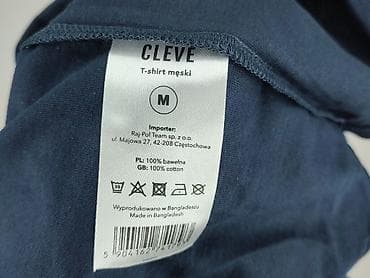 CLEVE
T-shirt męski
M
Importer:
Raj-Pol Team sp. z o.o.
ul. Majowa 27, 42-208 Częstochowa
PL: 100% bawełna
GB: 100% cotton
Wyprodukowano w Bangladeszu
Made in Bangladesh